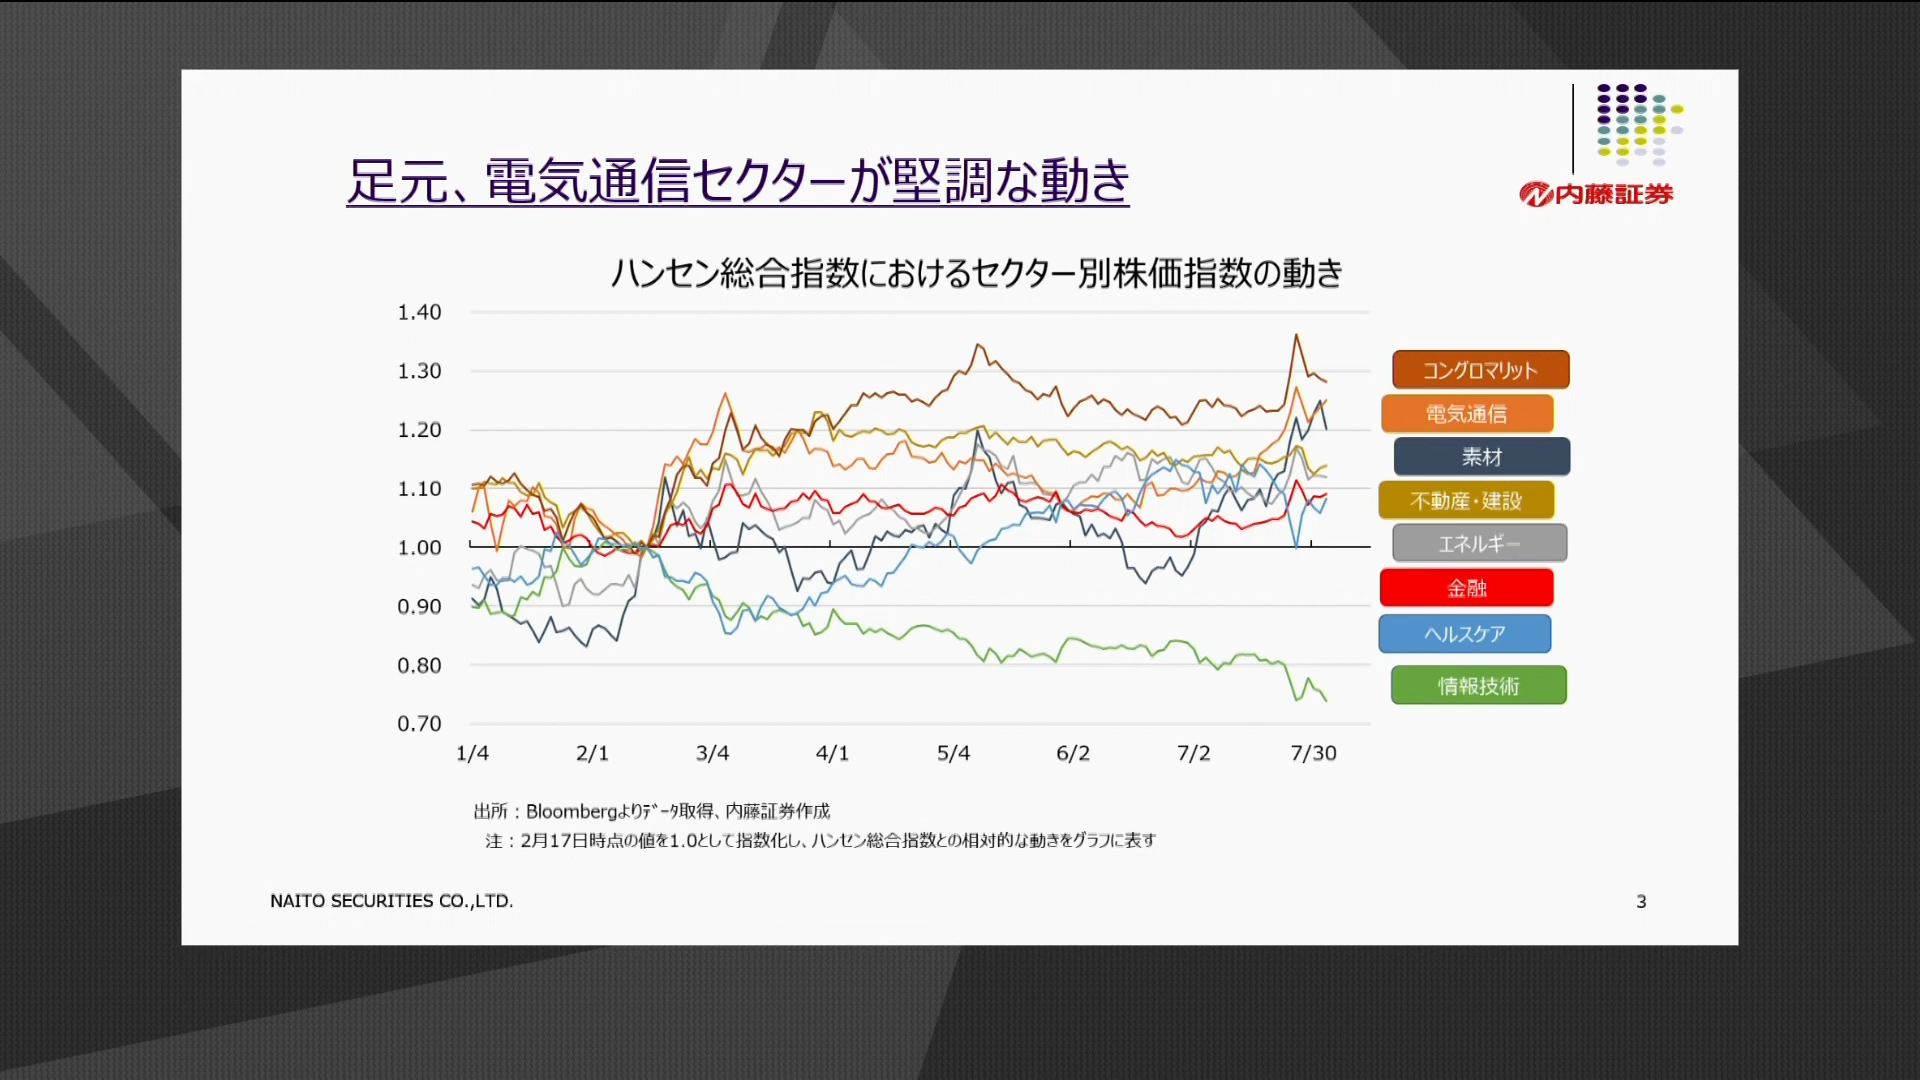 内藤証券
足元、電気通信セクターが堅調な動き
ハンセン総合指数におけるセクター別株価指数の動き
1.40
1.30
1.20
1.10
1.00
0.90
0.80
0.70
1/4 2/1 3/4 4/1 5/4 6/2 7/2 7/30
コングロマリット
電気通信
素材
不動産・建設
エネルギー
金融
ヘルスケア
情報技術
出所：Bloombergよりﾃﾞｰﾀ取得、内藤証券作成
注：2月17日時点の値を1.0として指数化し、ハンセン総合指数との相対的な動きをグラフに表す
NAITO SECURITIES CO.,LTD.
3